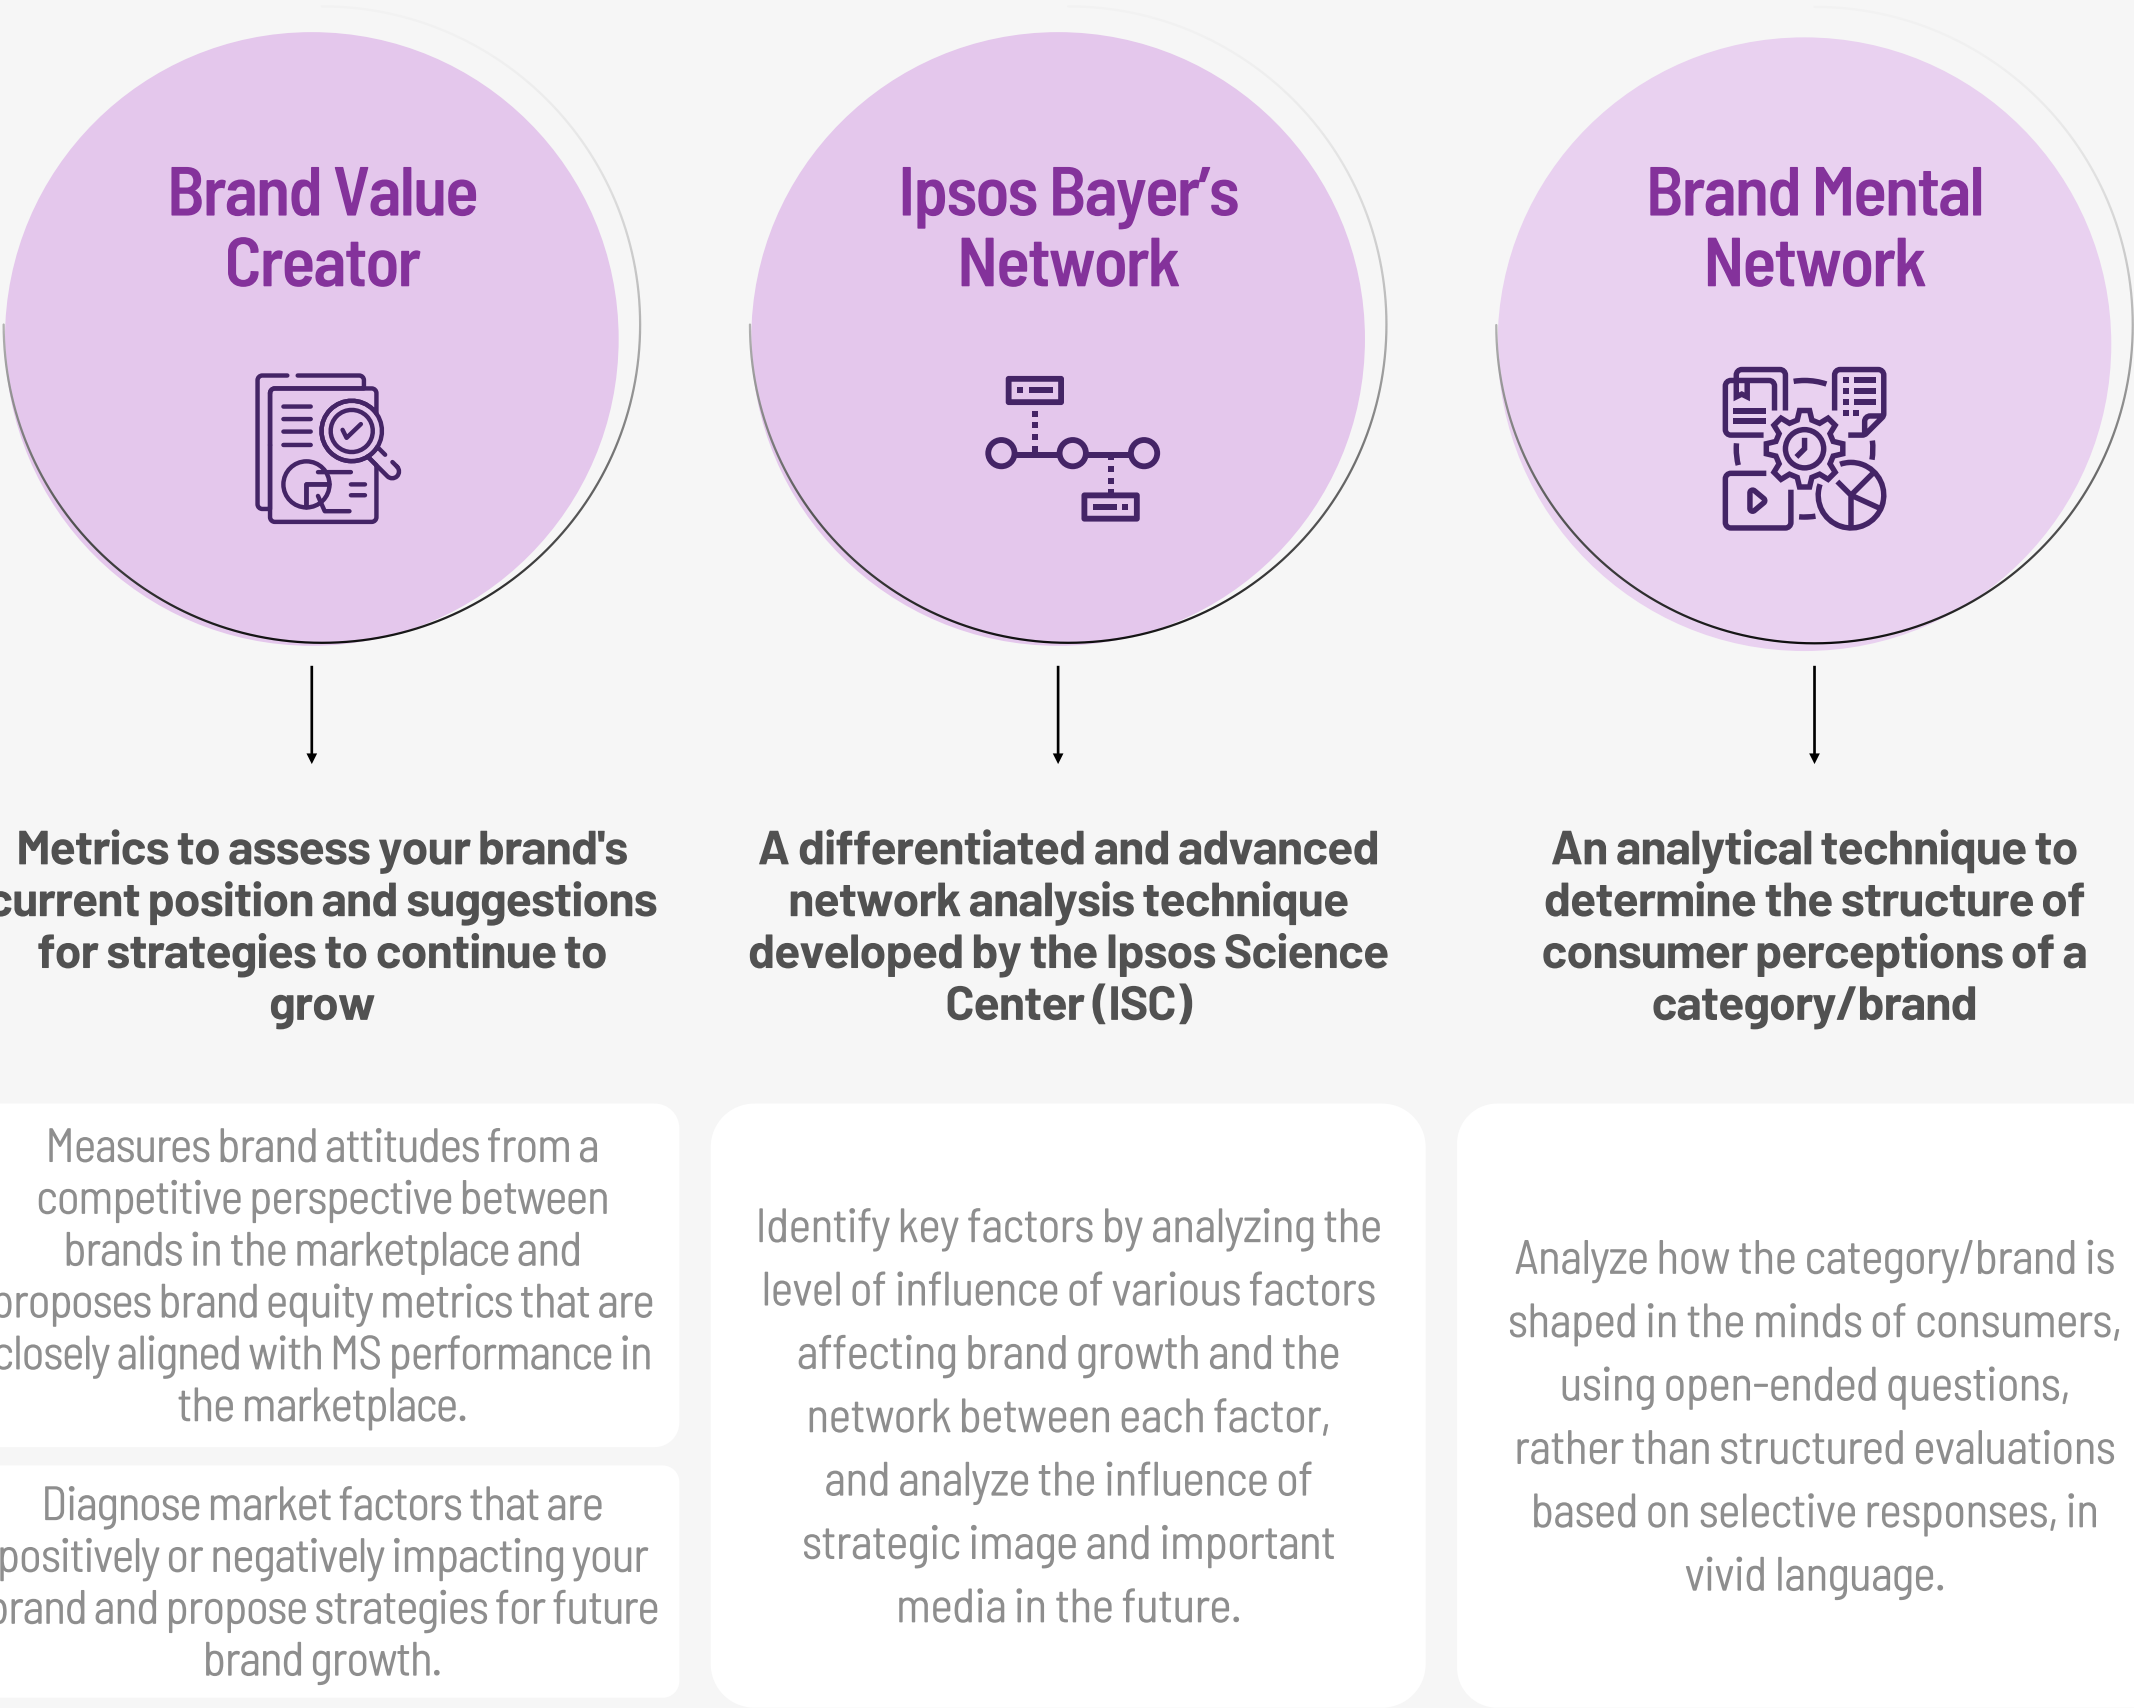 Brand Value
Creator
Metrics to assess your brand's
current position and suggestions
for strategies to continue to
grow
Measures brand attitudes from a
competitive perspective between
brands in the marketplace and
proposes brand equity metrics that are
closely aligned with MS performance in
the marketplace.
Diagnose market factors that are
positively or negatively impacting your
brand and propose strategies for future
brand growth.
Ipsos Bayer’s
Network
A differentiated and advanced
network analysis technique
developed by the Ipsos Science
Center (ISC)
Identify key factors by analyzing the
level of influence of various factors
affecting brand growth and the
network between each factor,
and analyze the influence of
strategic image and important
media in the future.
Brand Mental
Network
An analytical technique to
determine the structure of
consumer perceptions of a
category/brand
Analyze how the category/brand is
shaped in the minds of consumers,
using open-ended questions,
rather than structured evaluations
based on selective responses, in
vivid language.